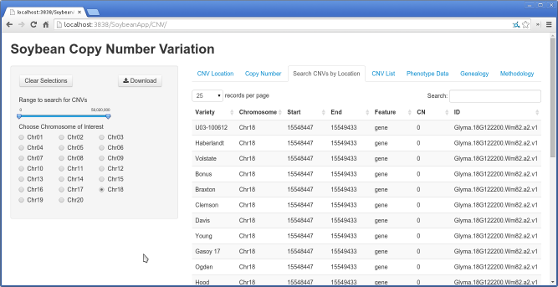 localhost:3838/Soybean
localhost:3838/SoybeanApp/CNV/
Soybean Copy Number Variation
Clear Selections
Download
Range to search for CNVs
0
Choose Chromosome of Interest
Chr01 Chr02 Chr03
Chr04 Chr05 Chr06
Chr07 Chr08 Chr09
Chr10 Chr11 Chr12
Chr13 Chr14 Chr15
Chr16 Chr17 Chr18
Chr19 Chr20
CNV Location Copy Number Search CNVs by Location CNV List Phenotype Data Genealogy Methodology
25 records per page
Search:
Variety Chromosome Start End Feature CN ID
U03-100612 Chr18 15548447 15549433 gene 0 Glyma.18G122200.Wm82.a2.v1
Haberlandt Chr18 15548447 15549433 gene 0 Glyma.18G122200.Wm82.a2.v1
Volstate Chr18 15548447 15549433 gene 0 Glyma.18G122200.Wm82.a2.v1
Bonus Chr18 15548447 15549433 gene 0 Glyma.18G122200.Wm82.a2.v1
Braxton Chr18 15548447 15549433 gene 0 Glyma.18G122200.Wm82.a2.v1
Clemson Chr18 15548447 15549433 gene 0 Glyma.18G122200.Wm82.a2.v1
Davis Chr18 15548447 15549433 gene 0 Glyma.18G122200.Wm82.a2.v1
Young Chr18 15548447 15549433 gene 0 Glyma.18G122200.Wm82.a2.v1
Gasoy 17 Chr18 15548447 15549433 gene 0 Glyma.18G122200.Wm82.a2.v1
Ogden Chr18 15548447 15549433 gene 0 Glyma.18G122200.Wm82.a2.v1
Hood Chr18 15548447 15549433 gene 0 Glyma.18G122200.Wm82.a2.v1